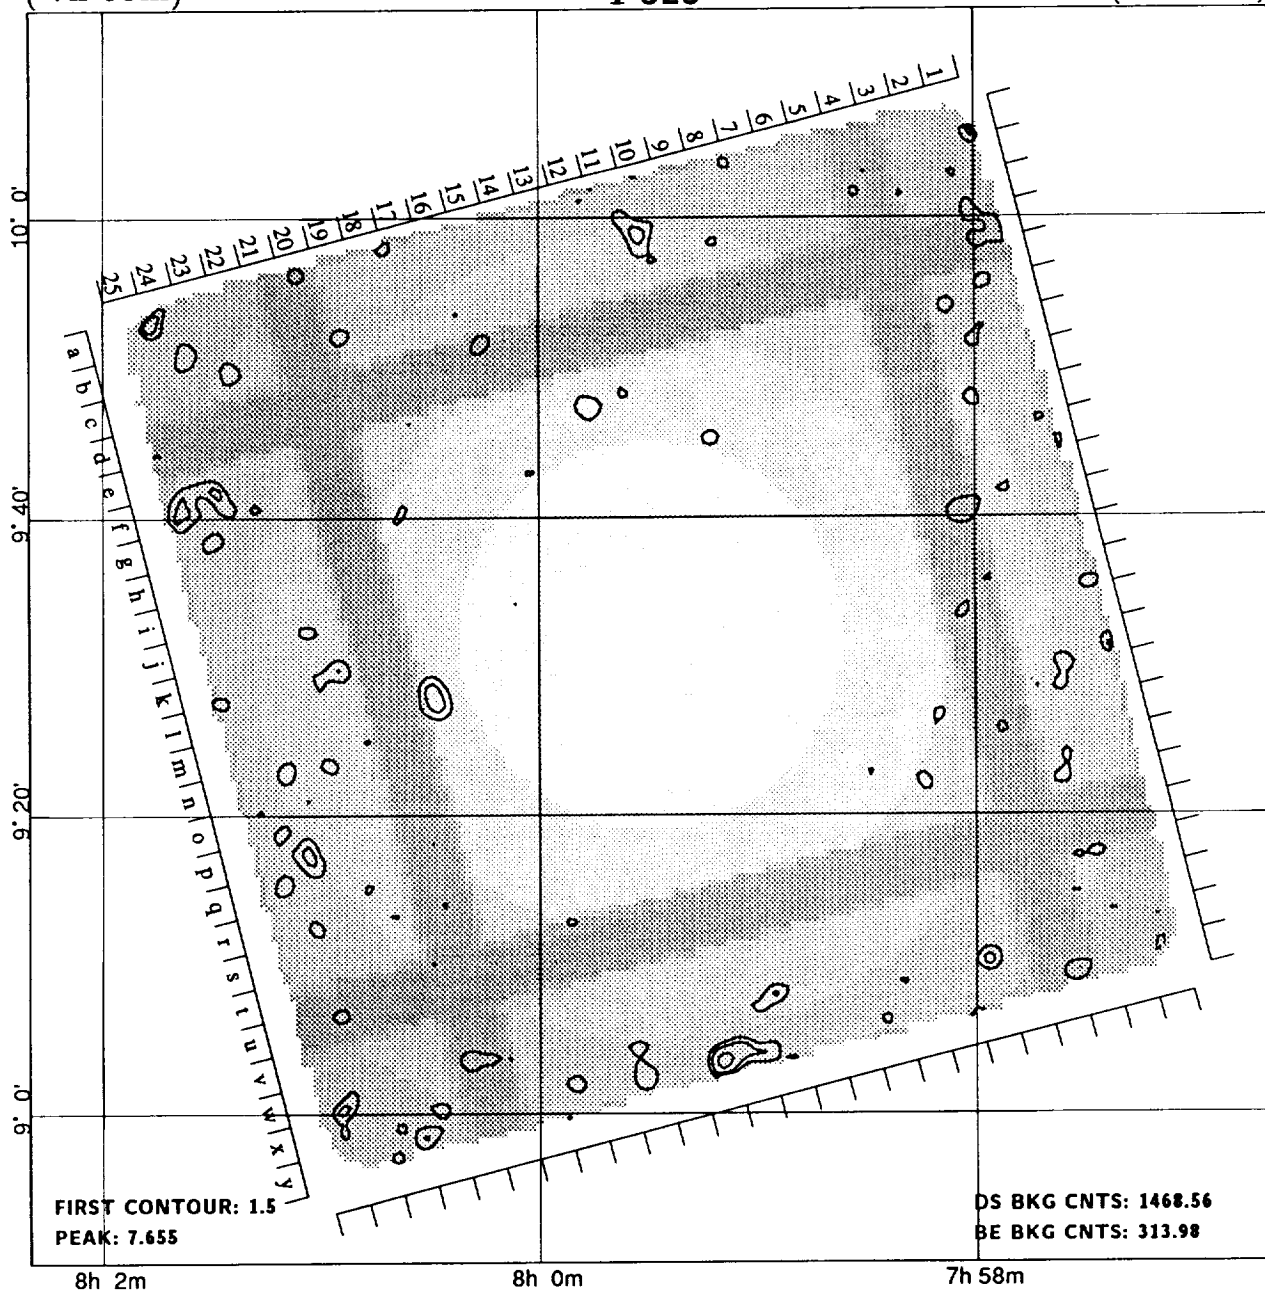 1 2 3 4 5 6 7 8 9 10 11 12 13 14 15 16 17 18 19 20 21 22 23 24 25
a b c d e f g h i j k l m n o p q r s t u v w x y
10° 0'
9° 40'
9° 20'
9° 0'
FIRST CONTOUR: 1.5
PEAK: 7.655
DS BKG CNTS: 1468.56
BE BKG CNTS: 313.98
8h 2m
8h 0m
7h 58m